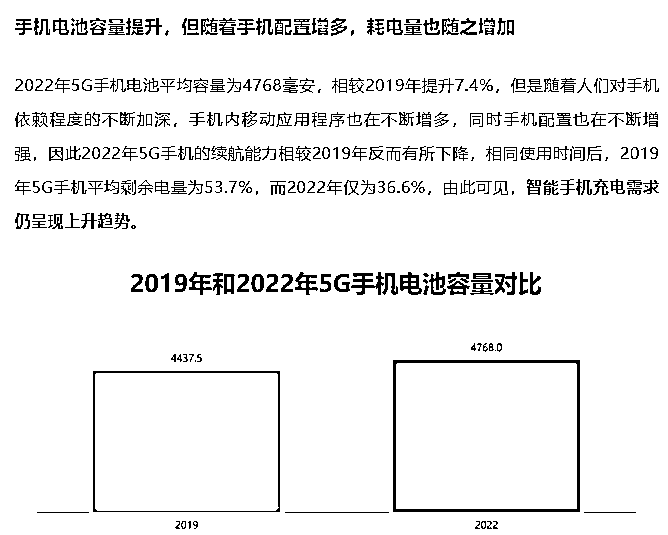 手机电池容量提升，但随着手机配置增多，耗电量也随之增加
2022年5G手机电池平均容量为4768毫安，相较2019年提升7.4%，但是随着人们对手机
依赖程度的不断加深，手机内移动应用程序也在不断增多，同时手机配置也在不断增
强，因此2022年5G手机的续航能力相较2019年反而有所下降，相同使用时间后，2019
年5G手机平均剩余电量为53.7%，而2022年仅为36.6%，由此可见，智能手机充电需求
仍呈现上升趋势。
2019年和2022年5G手机电池容量对比
4437.5
4768.0
2019
2022